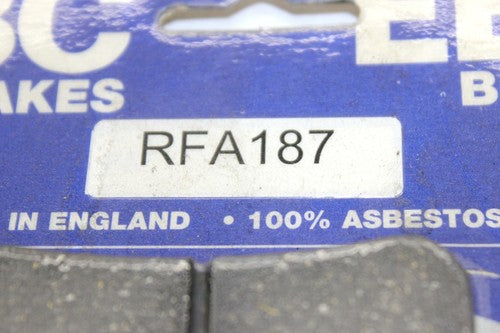 BC E
AKES B
RFA187
IN ENGLAND • 100% ASBESTOS